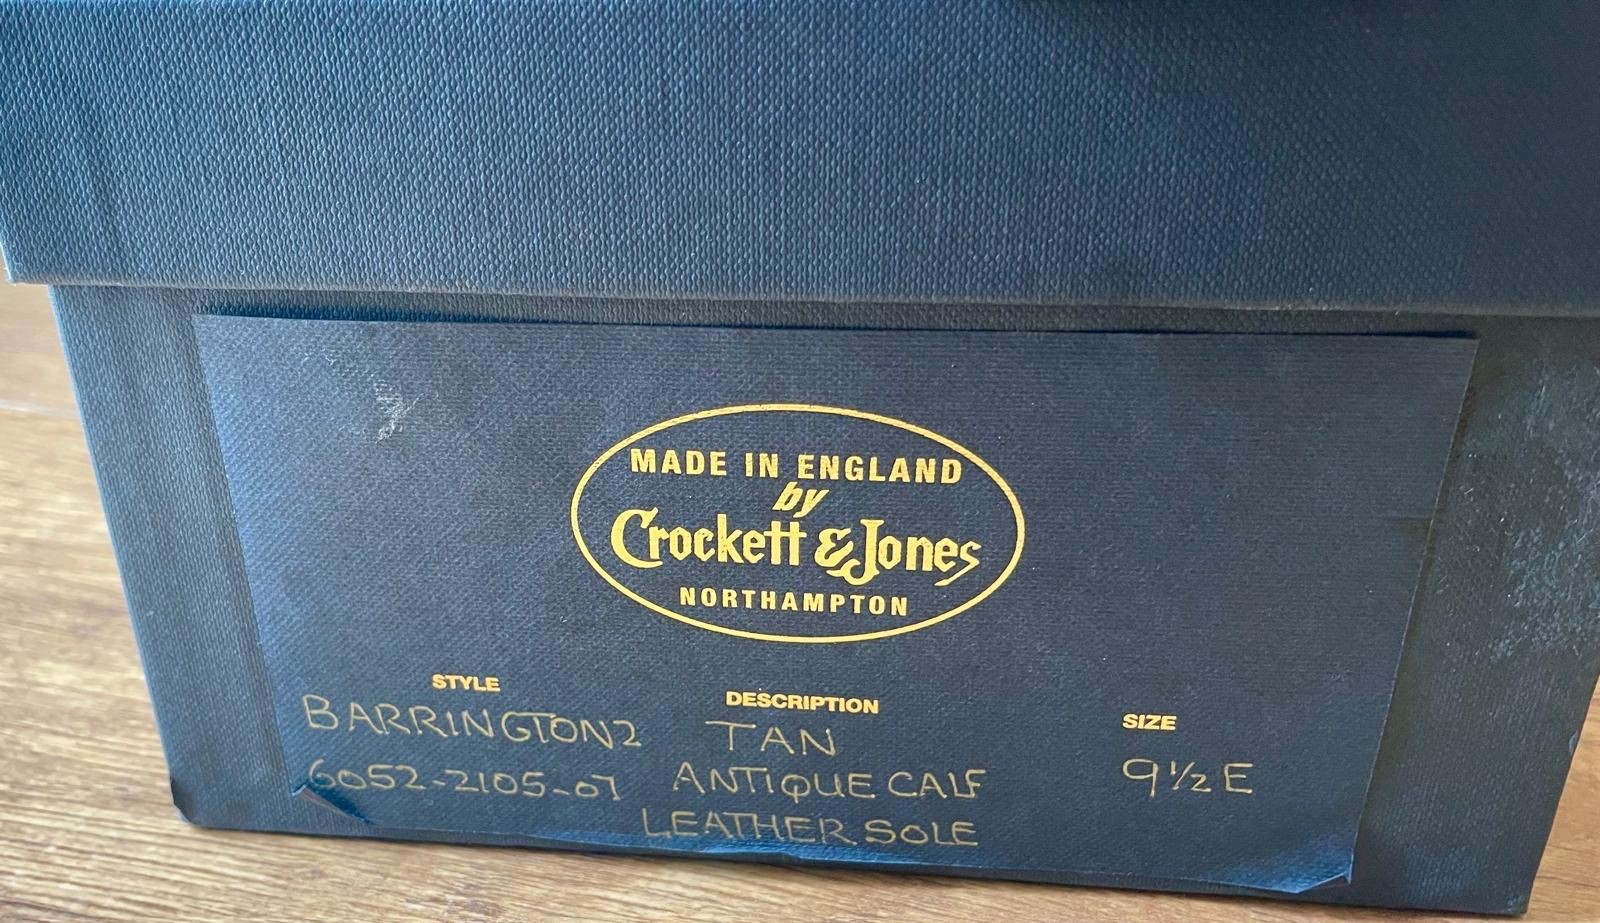 MADE IN ENGLAND
by
Crockett & Jones
NORTHAMPTON
STYLE
BARRINGTON2
6052-2105-07
DESCRIPTION
TAN
ANTIQUE CALF
LEATHER SOLE
SIZE
9½ E